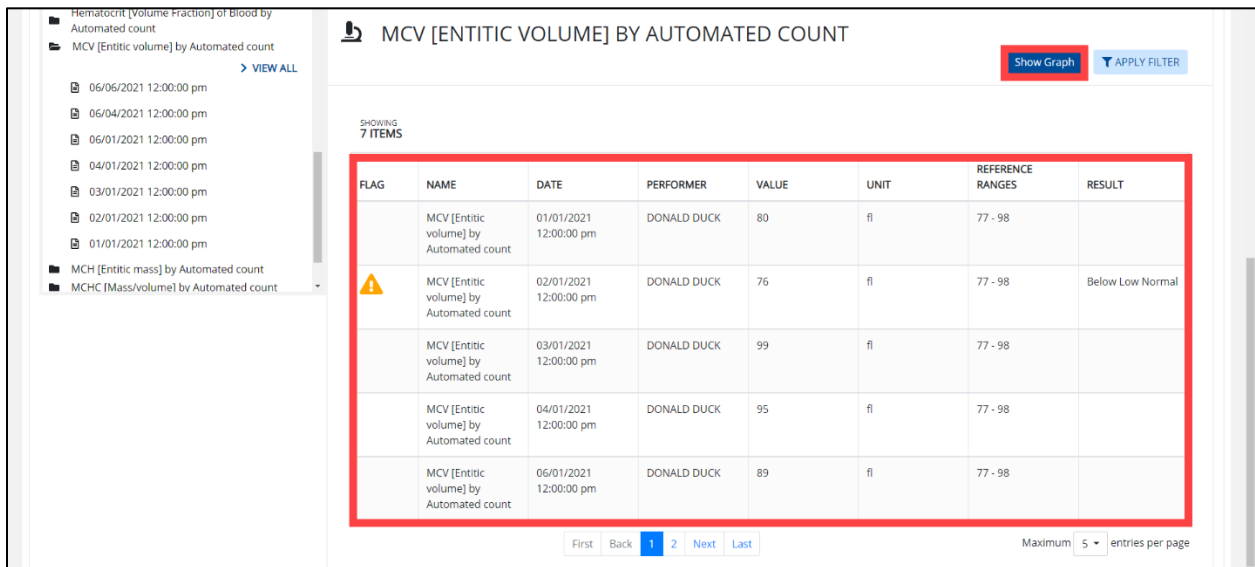 Hematocrit [Volume Fraction] of Blood by
Automated count
MCV [Entitic volume] by Automated count
VIEW ALL
06/06/2021 12:00:00 pm
06/04/2021 12:00:00 pm
06/01/2021 12:00:00 pm
04/01/2021 12:00:00 pm
03/01/2021 12:00:00 pm
02/01/2021 12:00:00 pm
01/01/2021 12:00:00 pm
MCH [Entitic mass] by Automated count
MCHC [Mass/volume] by Automated count
MCV [ENTITIC VOLUME] BY AUTOMATED COUNT
Show Graph
APPLY FILTER
SHOWING
7 ITEMS
FLAG NAME DATE PERFORMER VALUE UNIT REFERENCE RANGES RESULT
MCV [Entitic volume] by Automated count 01/01/2021 12:00:00 pm DONALD DUCK 80 fl 77 - 98
MCV [Entitic volume] by Automated count 02/01/2021 12:00:00 pm DONALD DUCK 76 fl 77 - 98 Below Low Normal
MCV [Entitic volume] by Automated count 03/01/2021 12:00:00 pm DONALD DUCK 99 fl 77 - 98
MCV [Entitic volume] by Automated count 04/01/2021 12:00:00 pm DONALD DUCK 95 fl 77 - 98
MCV [Entitic volume] by Automated count 06/01/2021 12:00:00 pm DONALD DUCK 89 fl 77 - 98
First Back 1 2 Next Last
Maximum 5 entries per page